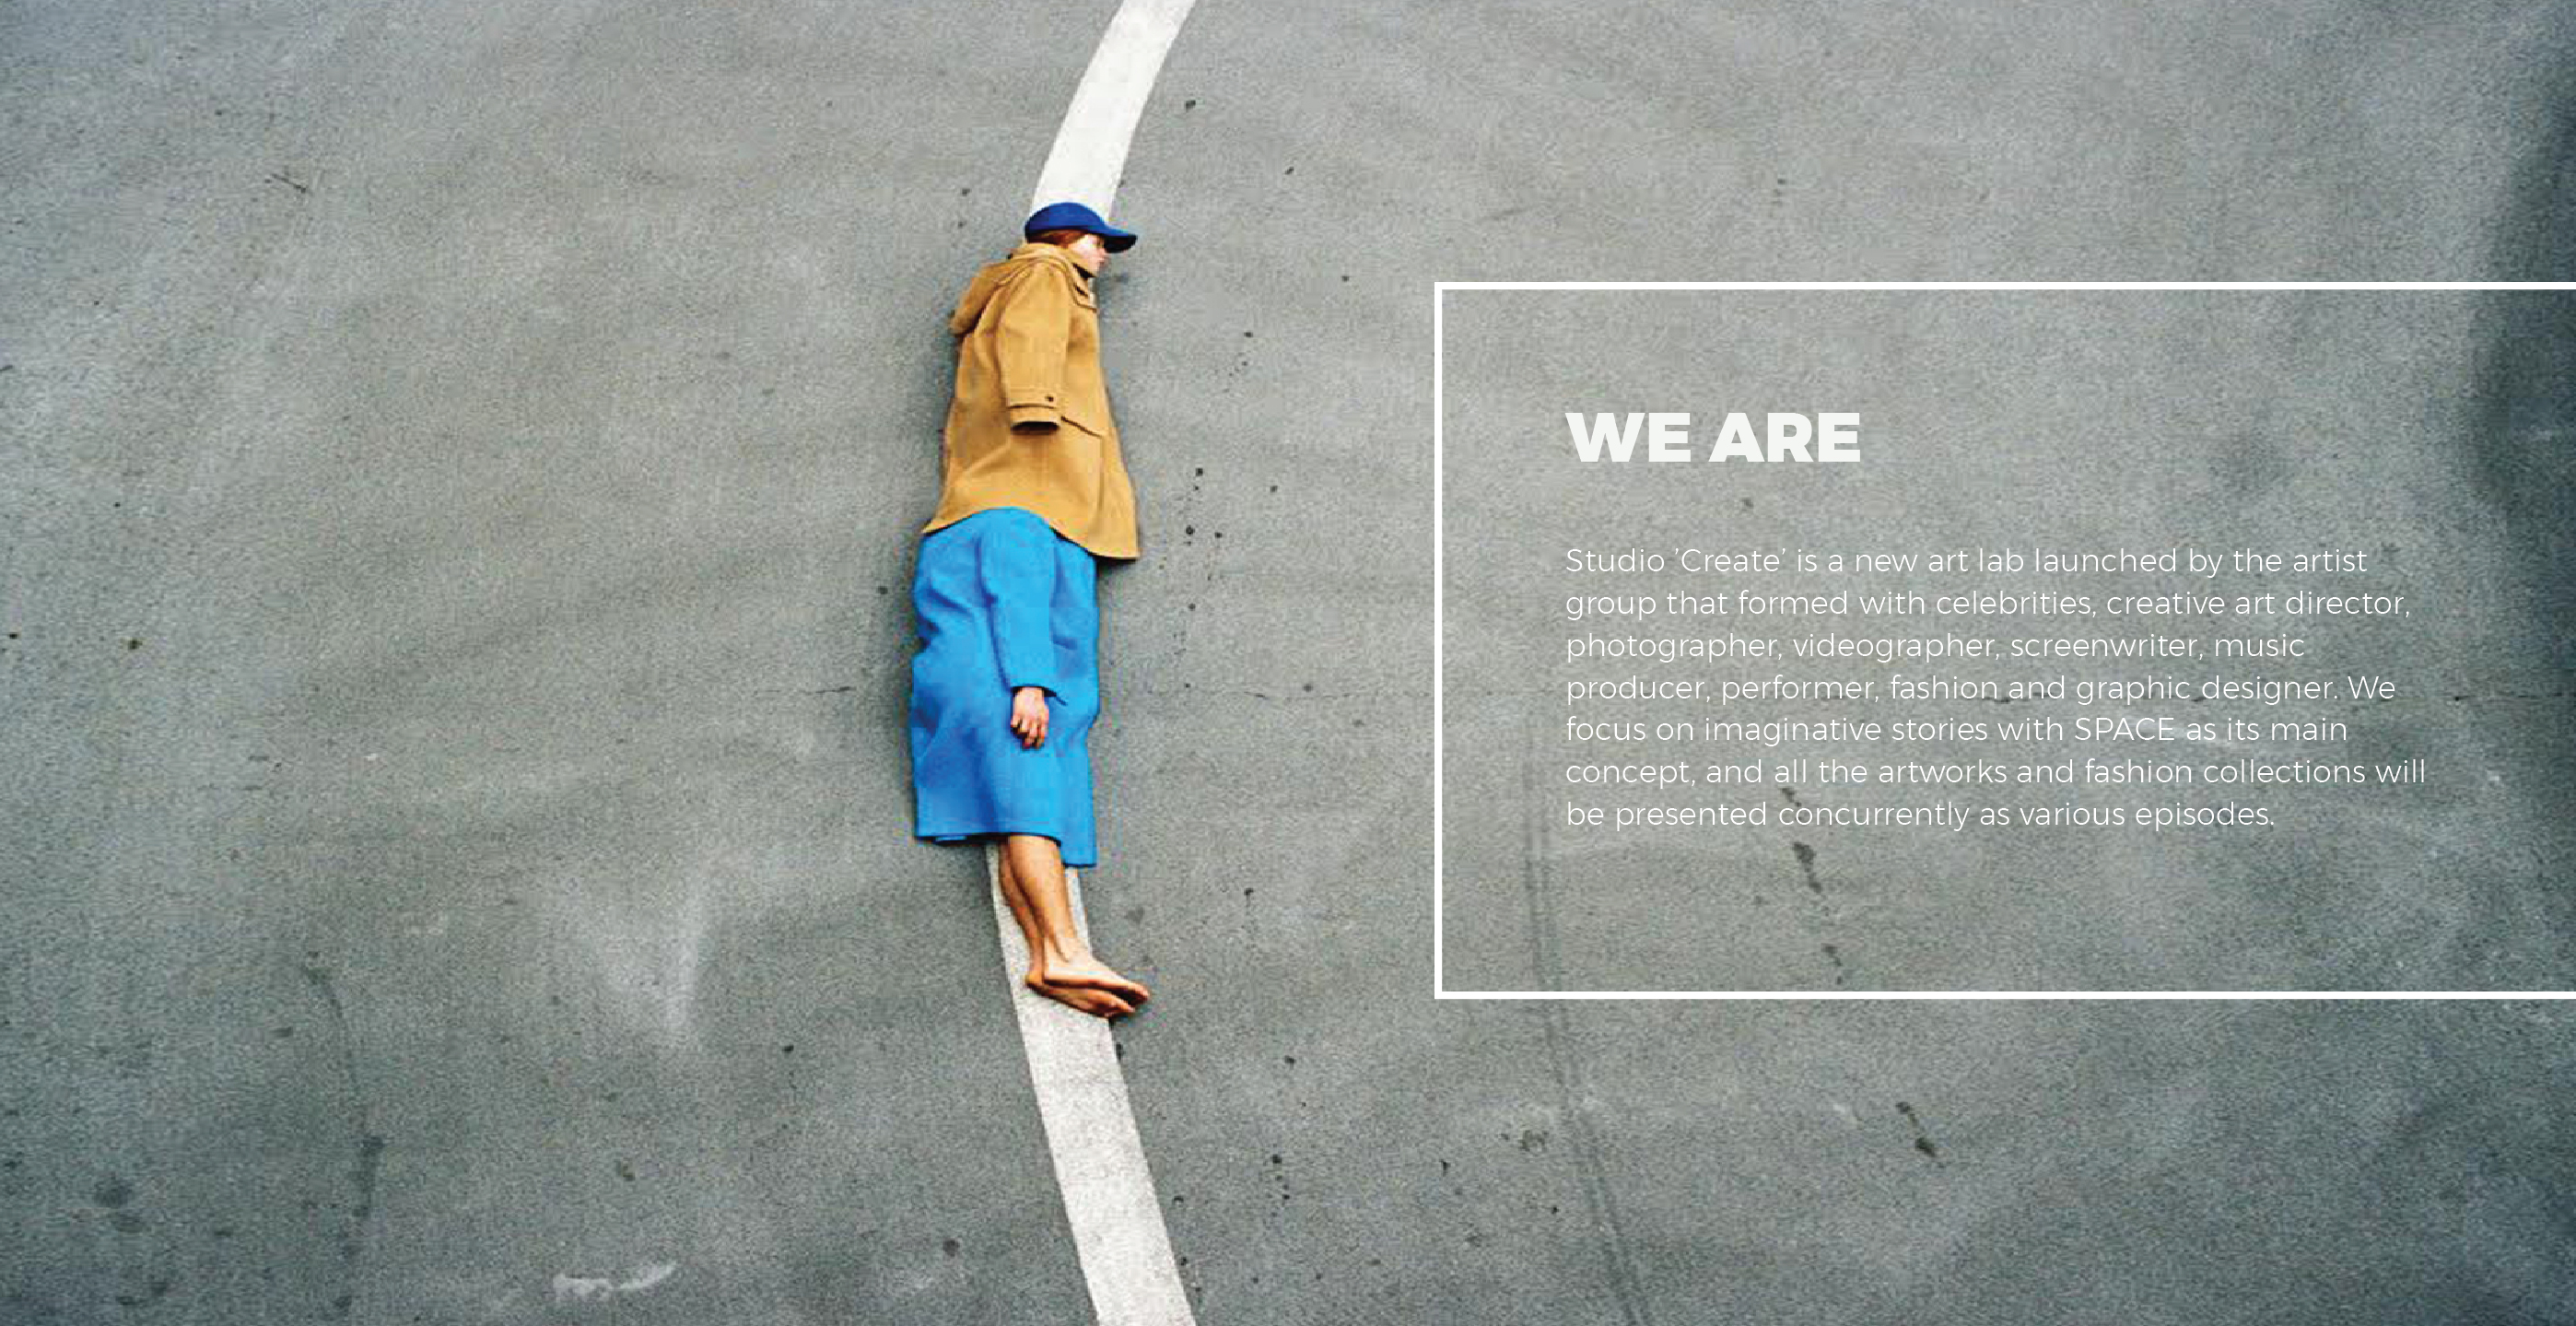 WE ARE
Studio ’Create’ is a new art lab launched by the artist
group that formed with celebrities, creative art director,
photographer, videographer, screenwriter, music
producer, performer, fashion and graphic designer. We
focus on imaginative stories with SPACE as its main
concept, and all the artworks and fashion collections will
be presented concurrently as various episodes.